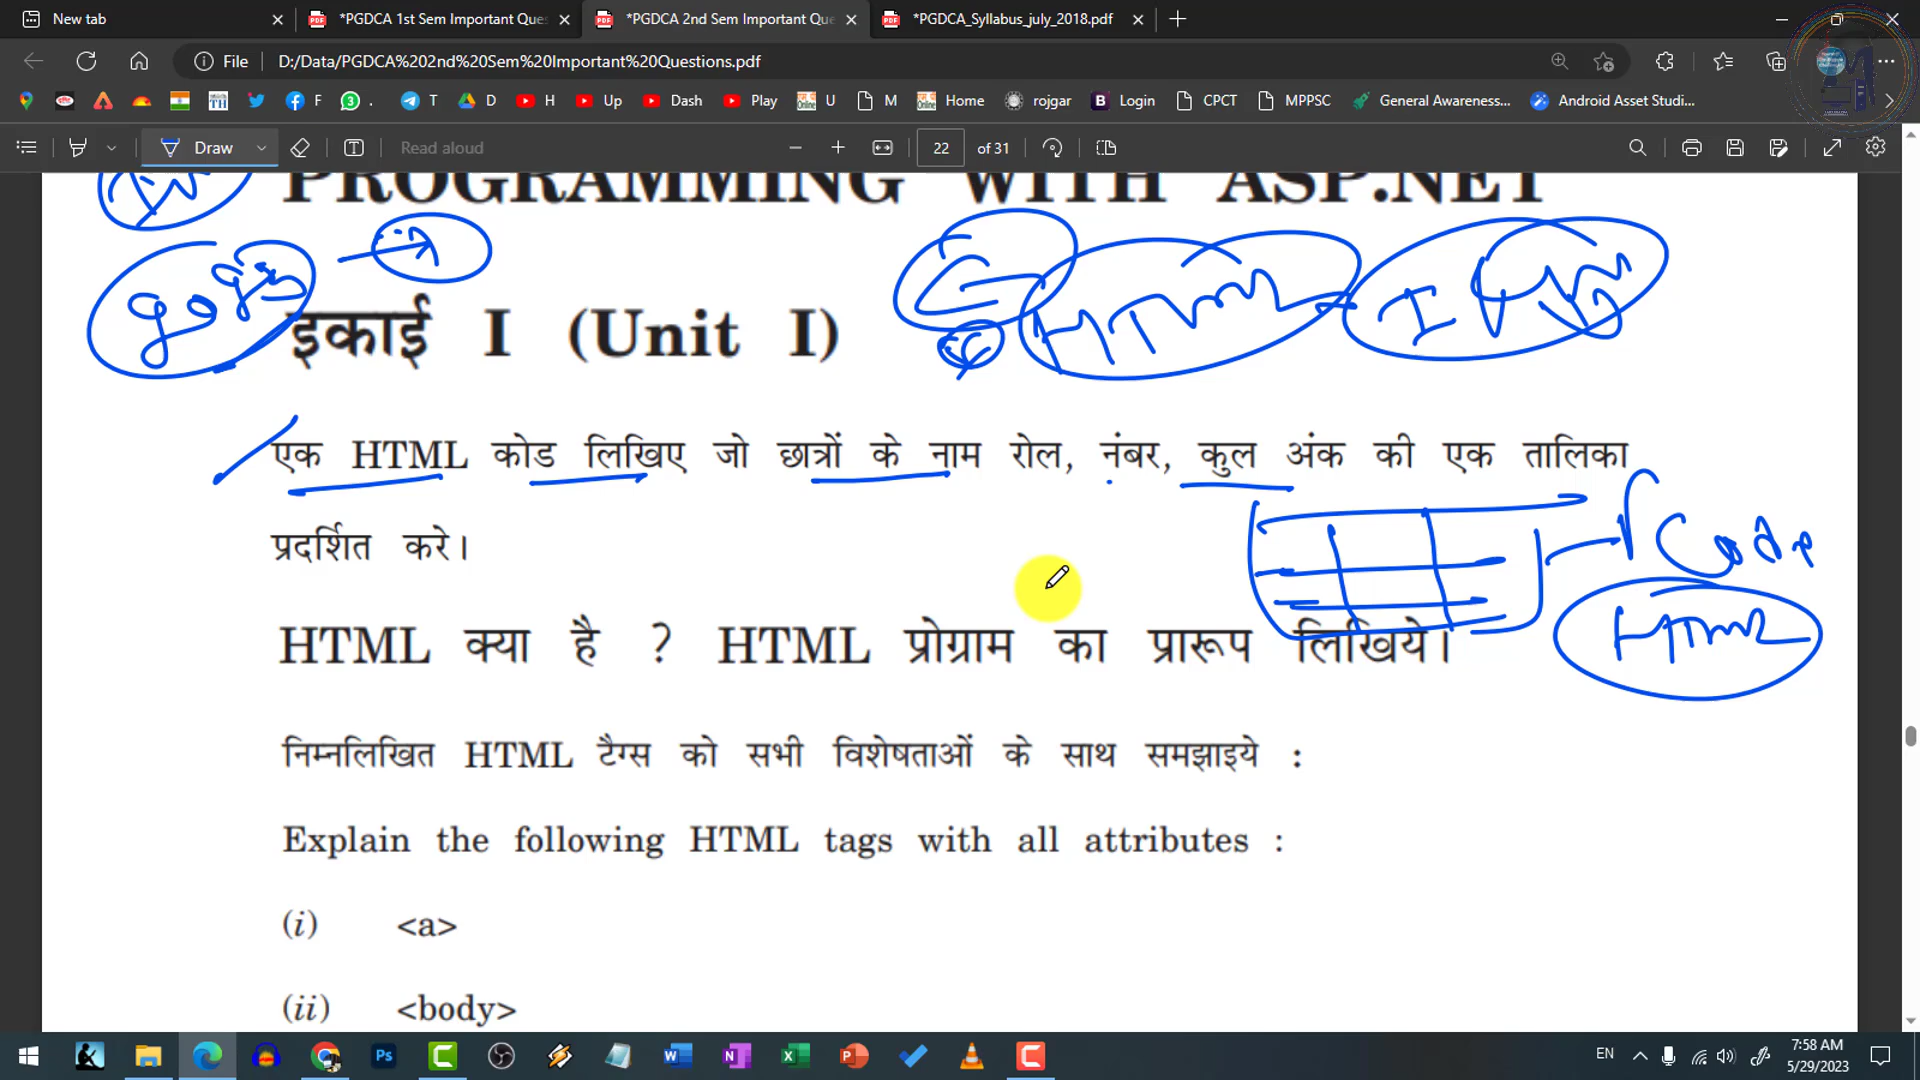 New tab
*PGDCA 1st Sem Important Que
*PGDCA 2nd Sem Important Qu
*PGDCA_Syllabus_july_2018.pdf
File
D:/Data/PGDCA%202nd%20Sem%20Important%20Questions.pdf
F . T D H Up Dash Play U M Home rojgar Login CPCT MPPSC General Awareness... Android Asset Studi...
Draw
Read aloud
22 of 31
PROGRAMMING WITH ASP.NET
HTML
इकाई I (Unit I)
एक HTML कोड लिखिए जो छात्रों के नाम रोल, नंबर, कुल अंक की एक तालिका
प्रदर्शित करे।
Code
HTML
HTML क्या है ? HTML प्रोग्राम का प्रारूप लिखिये।
निम्नलिखित HTML टैग्स को सभी विशेषताओं के साथ समझाइये :
Explain the following HTML tags with all attributes :
(i) <a>
(ii) <body>
EN
7:58 AM
5/29/2023